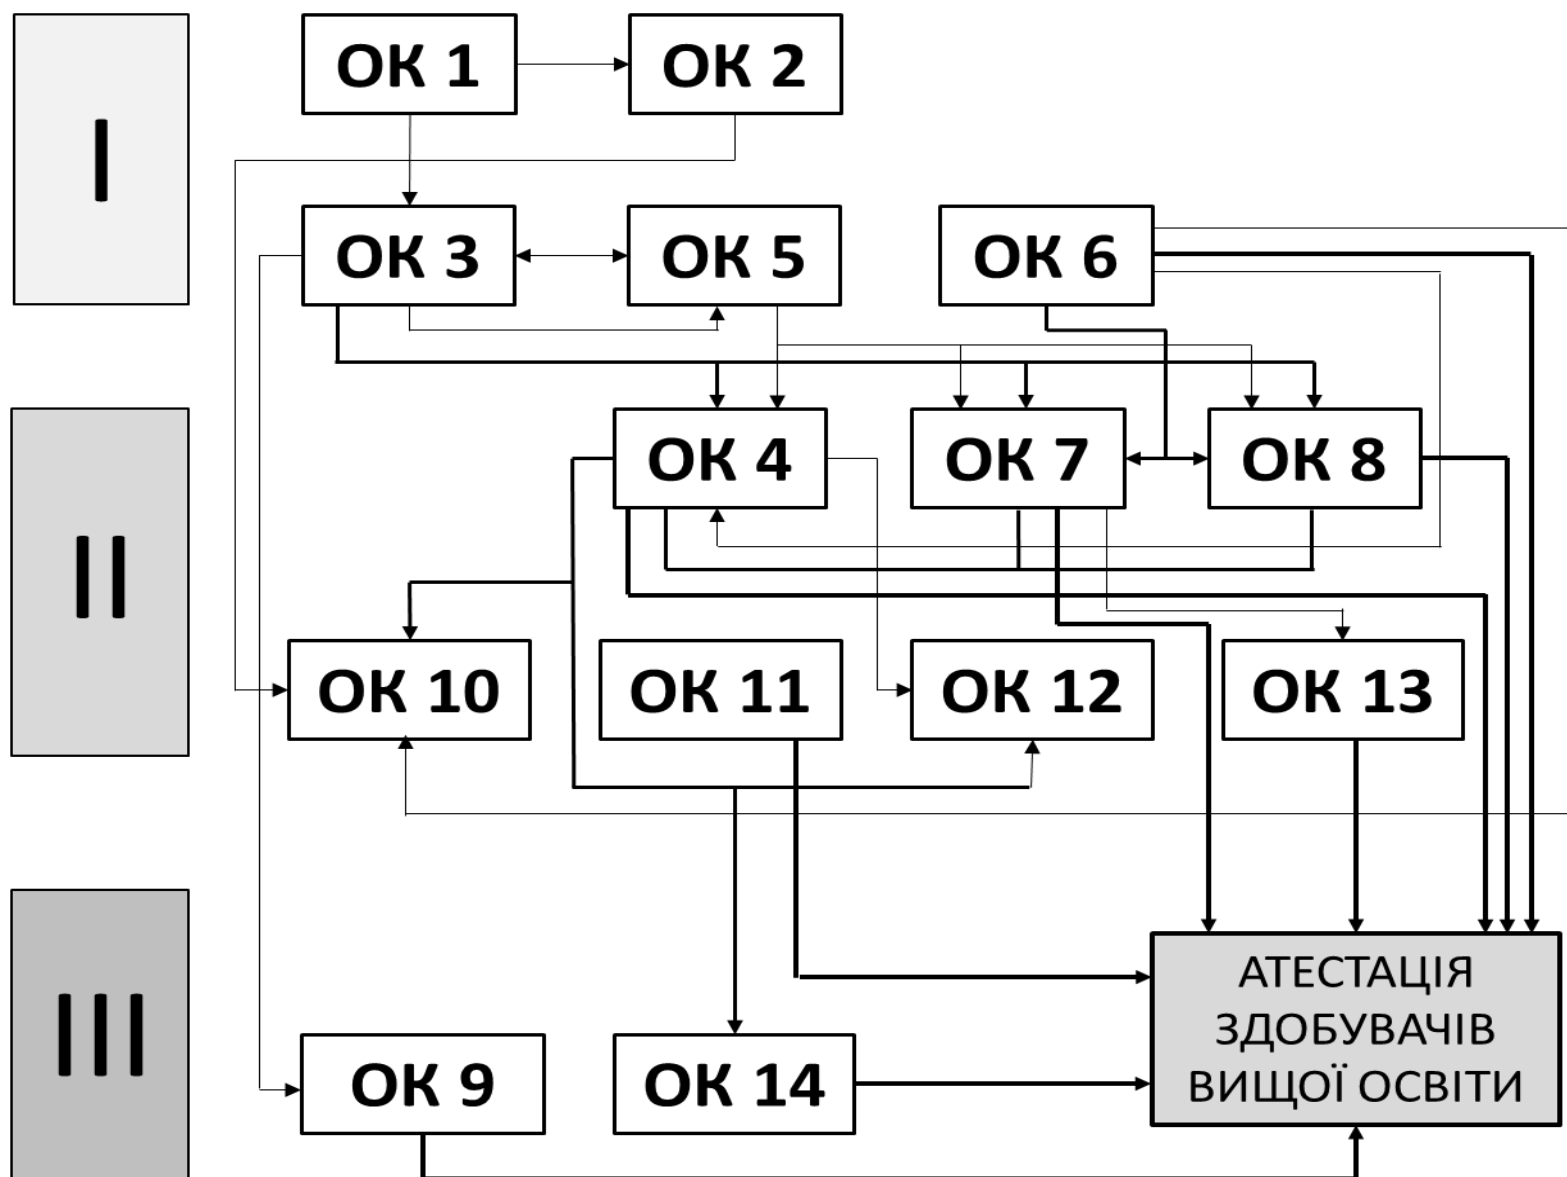 I
ОК 1
ОК 2
ОК 3
ОК 5
ОК 6
II
ОК 4
ОК 7
ОК 8
ОК 10
ОК 11
ОК 12
ОК 13
III
ОК 9
ОК 14
АТЕСТАЦІЯ
ЗДОБУВАЧІВ
ВИЩОЇ ОСВІТИ